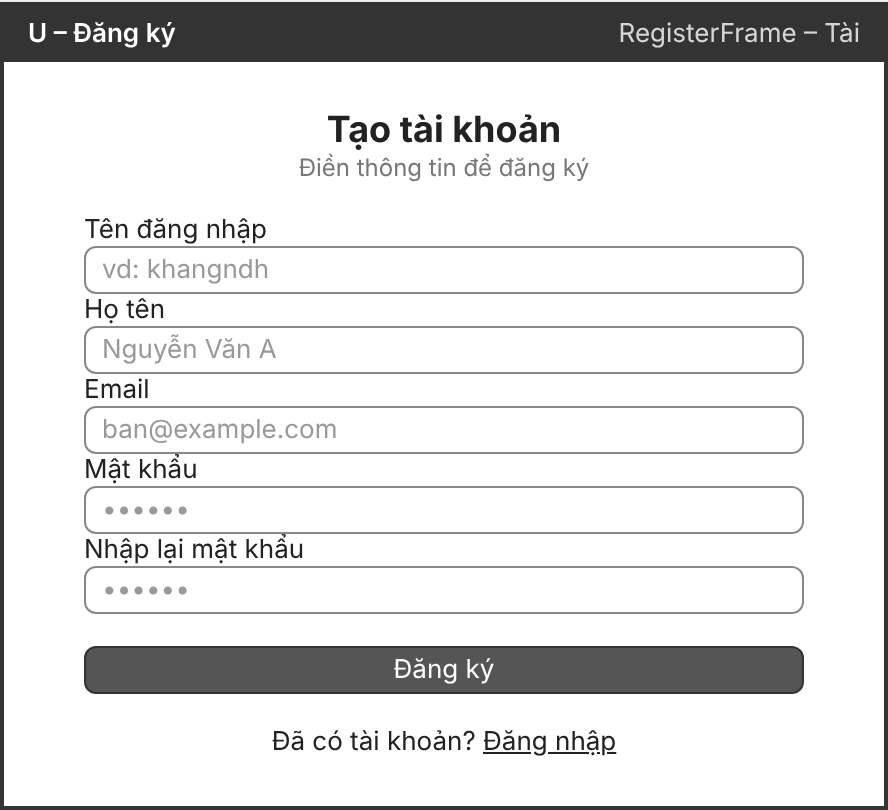 U – Đăng ký
RegisterFrame – Tài
Tạo tài khoản
Điền thông tin để đăng ký
Tên đăng nhập
vd: khangndh
Họ tên
Nguyễn Văn A
Email
ban@example.com
Mật khẩu
••••••
Nhập lại mật khẩu
••••••
Đăng ký
Đã có tài khoản? Đăng nhập